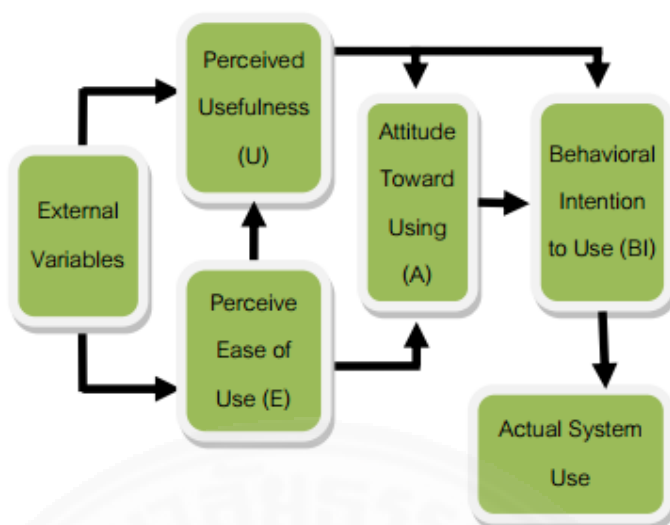 Perceived
Usefulness
(U)
External
Variables
Perceive
Ease of
Use (E)
Attitude
Toward
Using
(A)
Behavioral
Intention
to Use (BI)
Actual System
Use